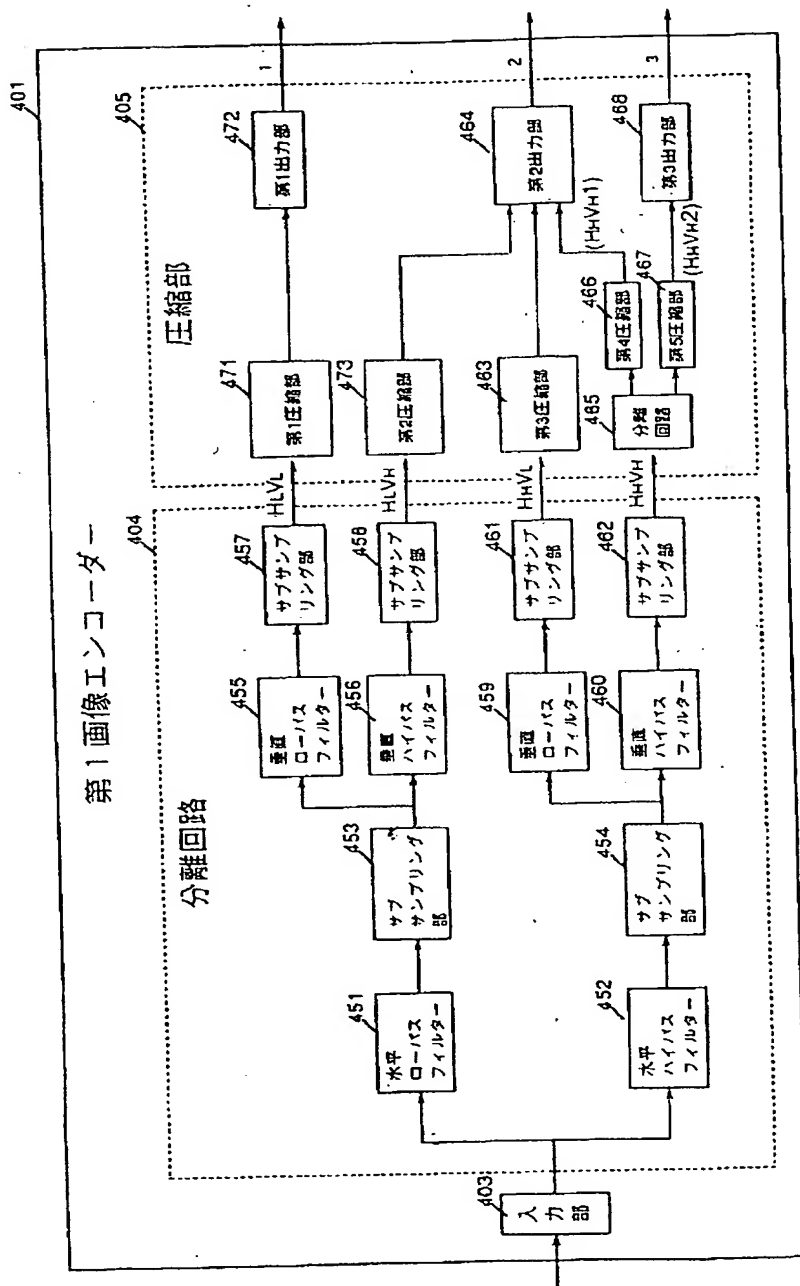 401
第1画像エンコーダー
404
分離回路
405
圧縮部
403
入力部
451
水平
ローパス
フィルター
452
水平
ハイパス
フィルター
453
サブ
サンプリング
部
454
サブ
サンプリング
部
455
垂直
ローパス
フィルター
456
垂直
ハイパス
フィルター
459
垂直
ローパス
フィルター
460
垂直
ハイパス
フィルター
457
サブサンプ
リング部
458
サブサンプ
リング部
461
サブサンプ
リング部
462
サブサンプ
リング部
HLVL
HLVH
HHVL
HHVH
471
第1圧縮部
473
第2圧縮部
463
第3圧縮部
465
分離
回路
466
第4圧縮部
467
第5圧縮部
(HHVH1)
(HHVH2)
472
第1出力部
464
第2出力部
468
第3出力部
1
2
3